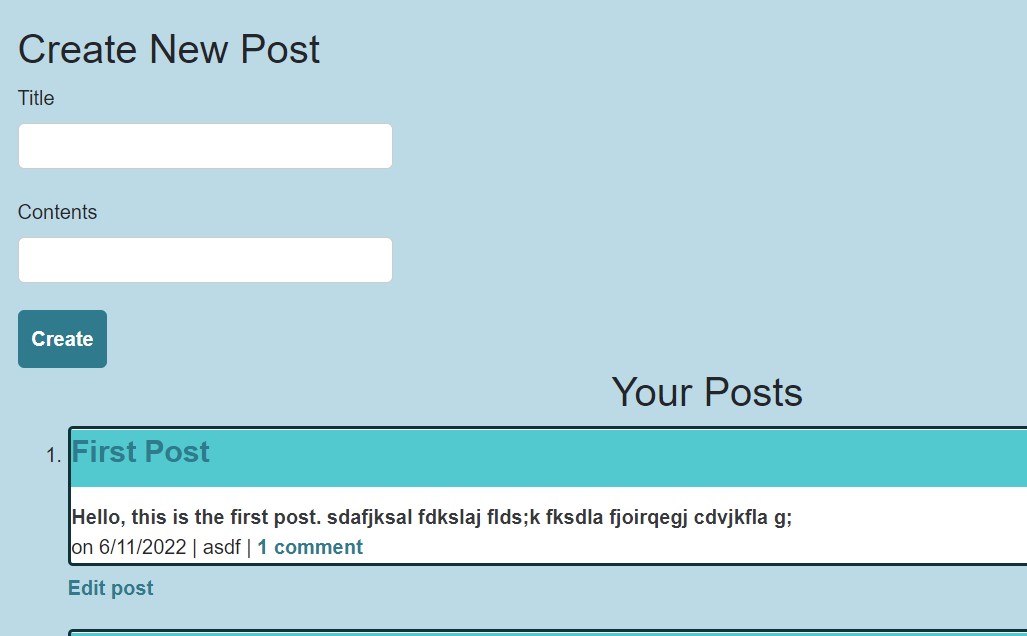 Create New Post
Title
Contents
Create
Your Posts
1. First Post
Hello, this is the first post. sdafjksal fdkslaj flds;k fksdla fjoirqegj cdvjkfla g;
on 6/11/2022 | asdf | 1 comment
Edit post